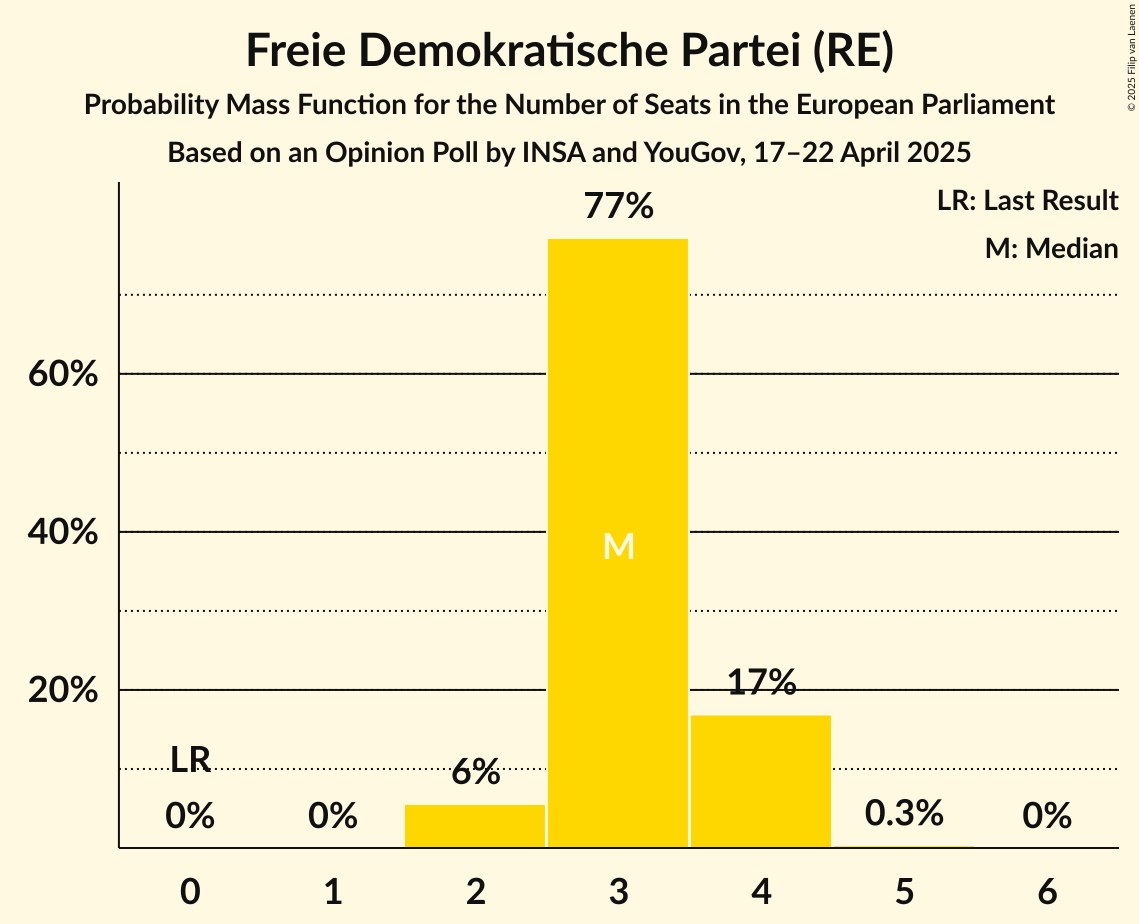 Freie Demokratische Partei (RE)
Probability Mass Function for the Number of Seats in the European Parliament
Based on an Opinion Poll by INSA and YouGov, 17–22 April 2025
© 2025 Filip van Laenen
LR: Last Result
M: Median
77%
60%
40%
M
20%
17%
LR
6%
0%
0%
0.3%
0%
0
1
2
3
4
5
6